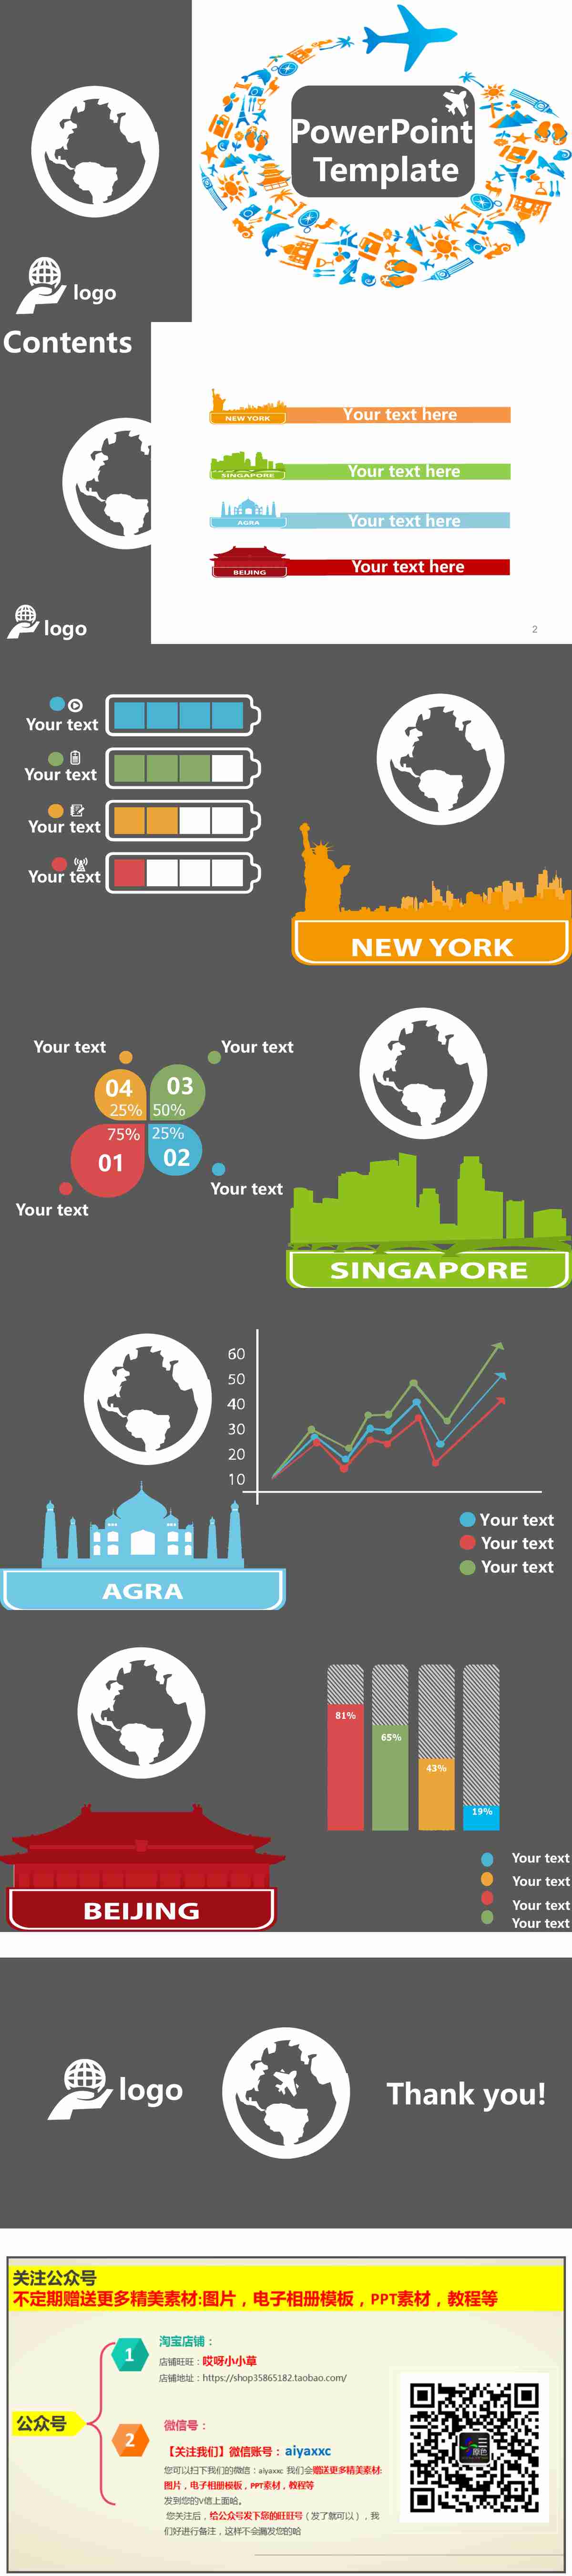 PowerPoint
Template
logo
Contents
NEW YORK
Your text here
SINGAPORE
Your text here
AGRA
Your text here
BEIJING
Your text here
logo
2
Your text
Your text
Your text
Your text
NEW YORK
Your text
Your text
04
03
25%
50%
75%
25%
01
02
Your text
Your text
SINGAPORE
60
50
40
30
20
10
Your text
Your text
Your text
AGRA
81%
65%
43%
19%
Your text
Your text
Your text
Your text
BEIJING
logo
Thank you!
关注公众号
不定期赠送更多精美素材:图片，电子相册模板，PPT素材，教程等
公众号
1
淘宝店铺：
店铺旺旺：哎呀小小草
店铺地址：https://shop35865182.taobao.com/
2
微信号：
【关注我们】微信账号：aiyaxxc
您可以扫下我们的微信：aiyaxxc 我们会赠送更多精美素材:
图片，电子相册模板，PPT素材，教程等
发到您的V信上面哈。
您关注后，给公众号发下您的旺旺号（发了就可以），我
们好进行备注，这样不会漏发您的哈